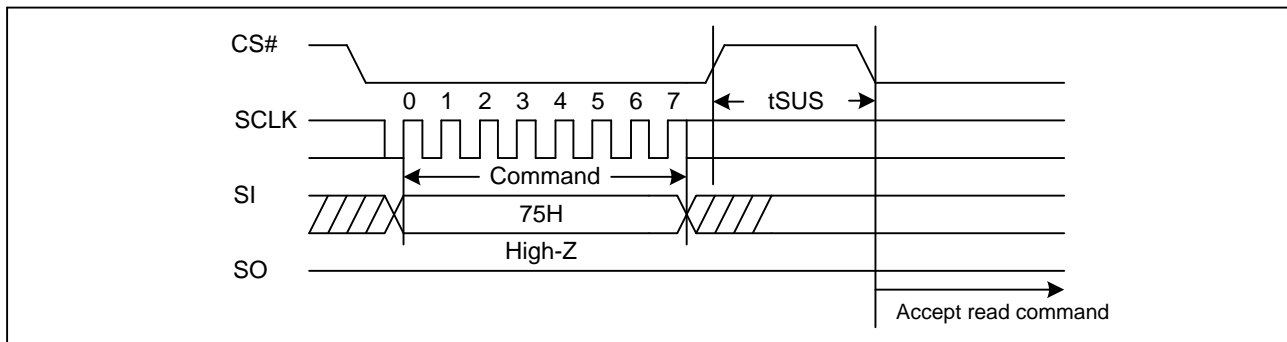 CS#
tSUS
0 1 2 3 4 5 6 7
SCLK
Command
SI
75H
High-Z
SO
Accept read command